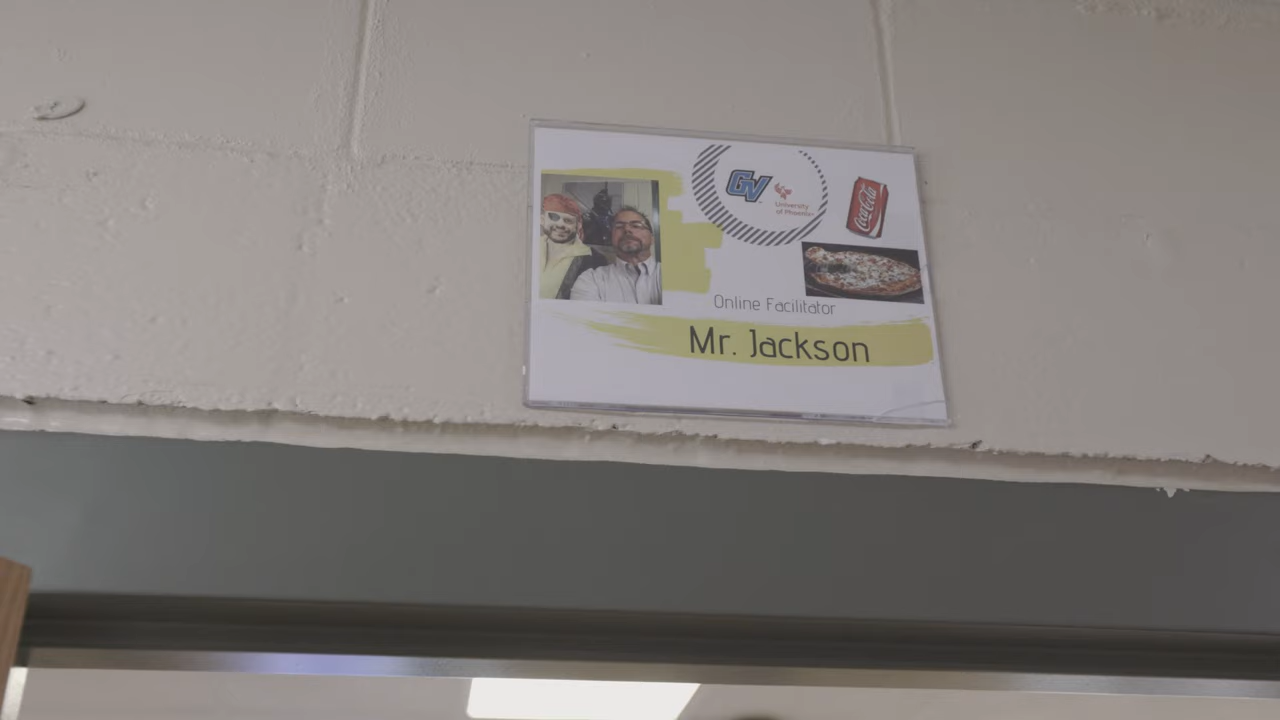 GV
University
of Phoenix
Coca-Cola
Online Facilitator
Mr. Jackson